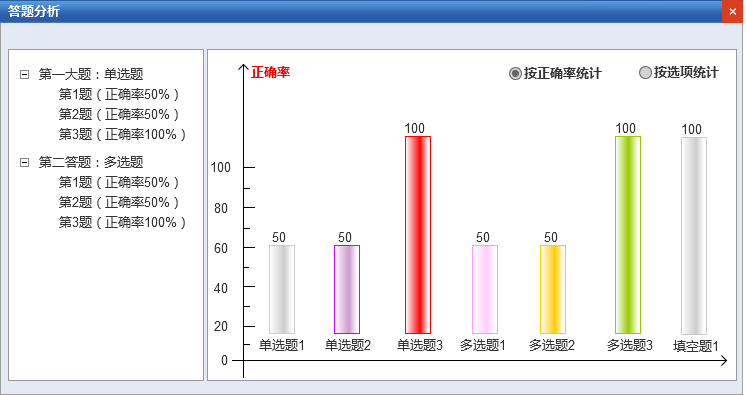 答题分析
第一大题：单选题
第1题（正确率50%）
第2题（正确率50%）
第3题（正确率100%）
第二答题：多选题
第1题（正确率50%）
第2题（正确率50%）
第3题（正确率100%）
正确率
按正确率统计
按选项统计
100
80
60
40
20
0
50
50
100
50
50
100
100
单选题1
单选题2
单选题3
多选题1
多选题2
多选题3
填空题1